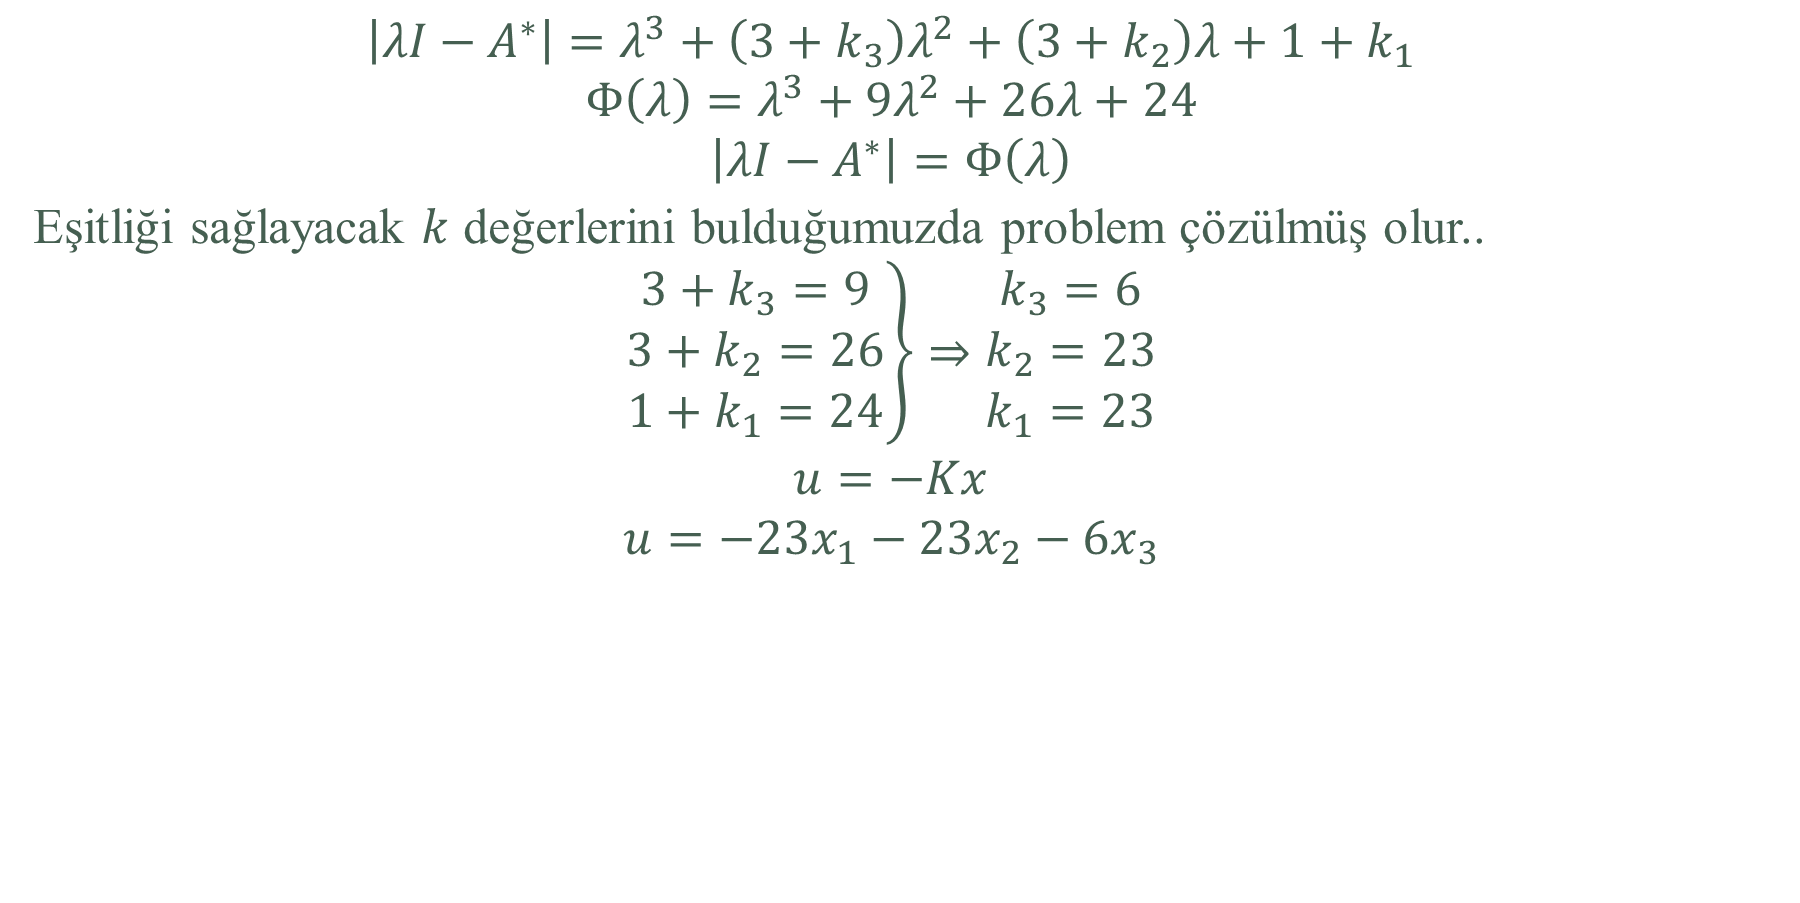 |λI − A*| = λ³ + (3 + k₃)λ² + (3 + k₂)λ + 1 + k₁
Φ(λ) = λ³ + 9λ² + 26λ + 24
|λI − A*| = Φ(λ)
Eşitliği sağlayacak k değerlerini bulduğumuzda problem çözülmüş olur..
3 + k₃ = 9 k₃ = 6
3 + k₂ = 26 } ⇒ k₂ = 23
1 + k₁ = 24 k₁ = 23
u = −Kx
u = −23x₁ − 23x₂ − 6x₃